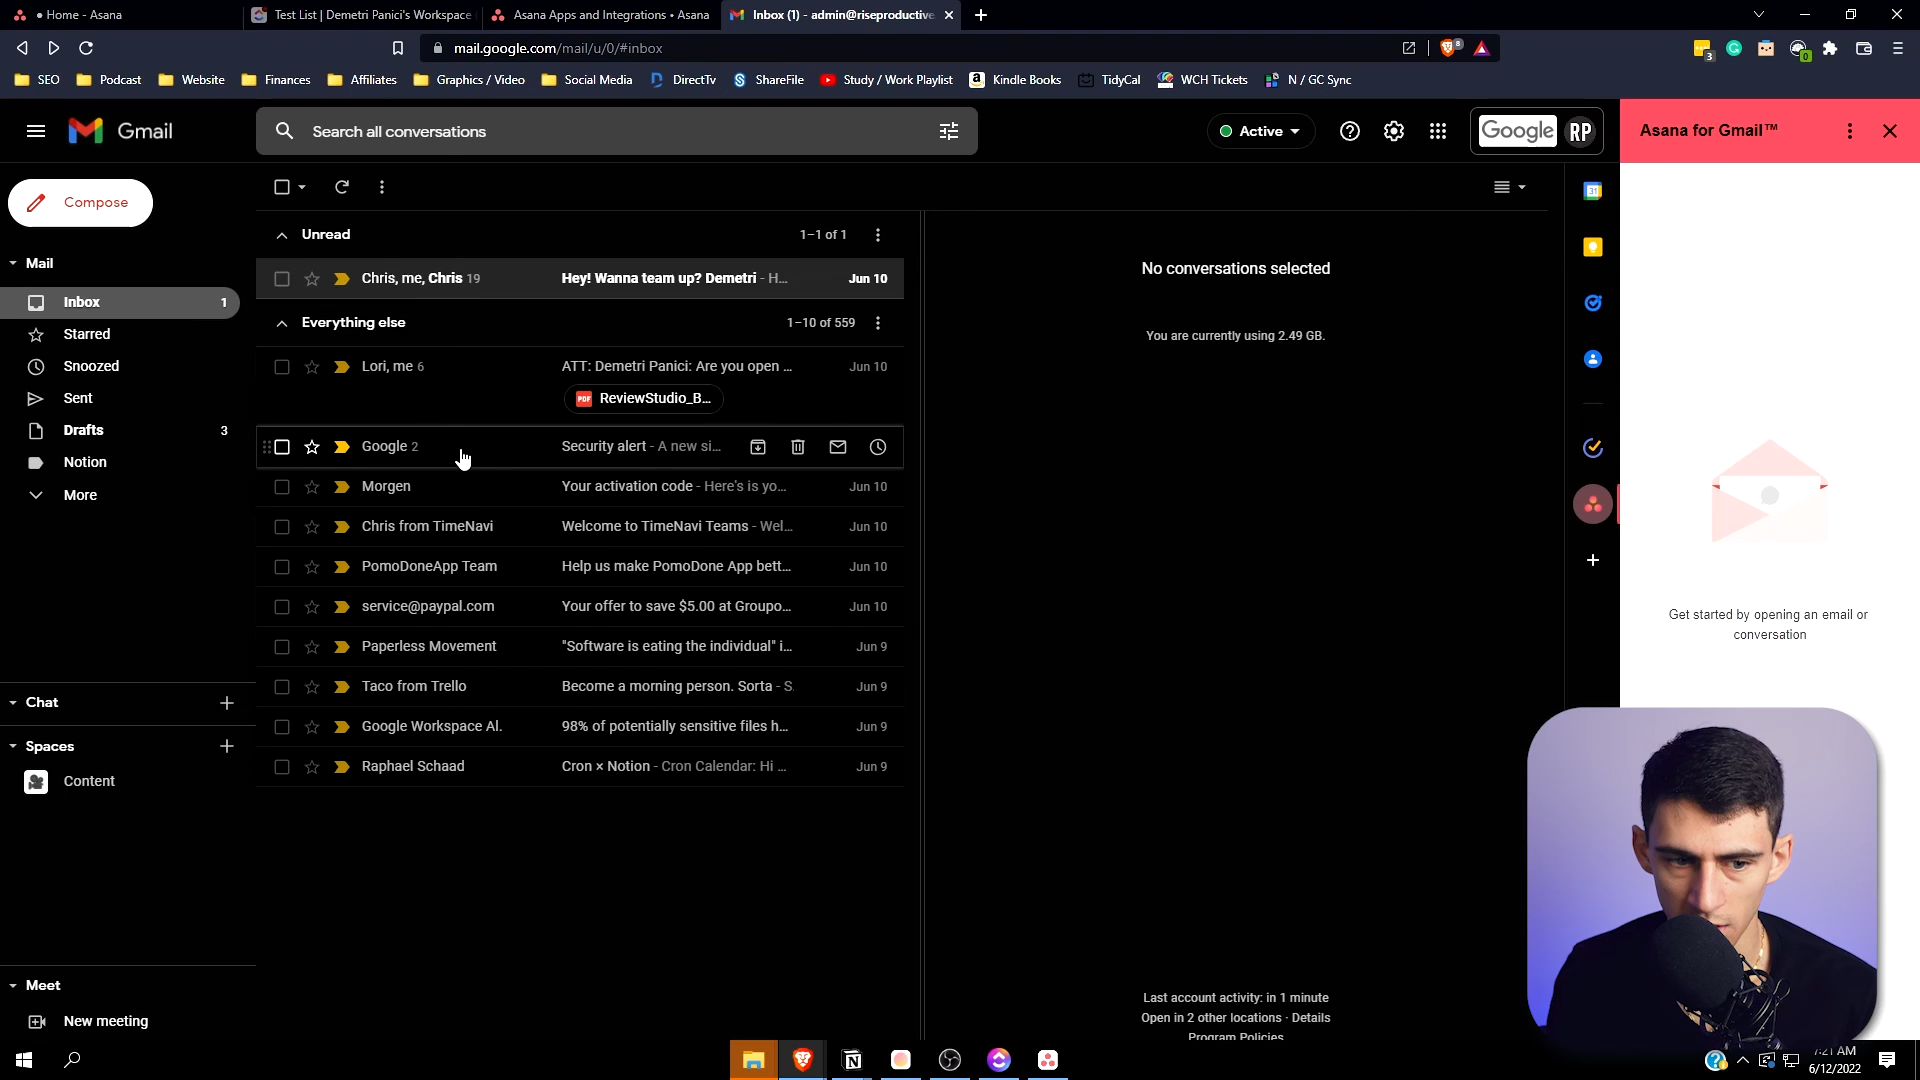 • Home - Asana
Test List | Demetri Panici's Workspace
Asana Apps and Integrations • Asana
Inbox (1) - admin@riseproductive.
mail.google.com/mail/u/0/#inbox
8
3
0
SEO
Podcast
Website
Finances
Affiliates
Graphics / Video
Social Media
DirectTv
ShareFile
Study / Work Playlist
Kindle Books
TidyCal
WCH Tickets
N / GC Sync
Gmail
Search all conversations
Active
Google
RP
Asana for Gmail™
Compose
Mail
Inbox 1
Starred
Snoozed
Sent
Drafts 3
Notion
More
Chat
Spaces
Content
Meet
New meeting
Unread 1–1 of 1
Chris, me, Chris 19 Hey! Wanna team up? Demetri - H... Jun 10
Everything else 1–10 of 559
Lori, me 6 ATT: Demetri Panici: Are you open ... Jun 10
PDF ReviewStudio_B...
Google 2 Security alert - A new si...
Morgen Your activation code - Here's is yo... Jun 10
Chris from TimeNavi Welcome to TimeNavi Teams - Wel... Jun 10
PomoDoneApp Team Help us make PomoDone App bett... Jun 10
service@paypal.com Your offer to save $5.00 at Groupo... Jun 10
Paperless Movement "Software is eating the individual" i... Jun 9
Taco from Trello Become a morning person. Sorta - S. Jun 9
Google Workspace Al. 98% of potentially sensitive files h... Jun 9
Raphael Schaad Cron × Notion - Cron Calendar: Hi ... Jun 9
No conversations selected
You are currently using 2.49 GB.
Last account activity: in 1 minute
Open in 2 other locations · Details
Program Policies
31
Get started by opening an email or
conversation
7:21 AM
6/12/2022